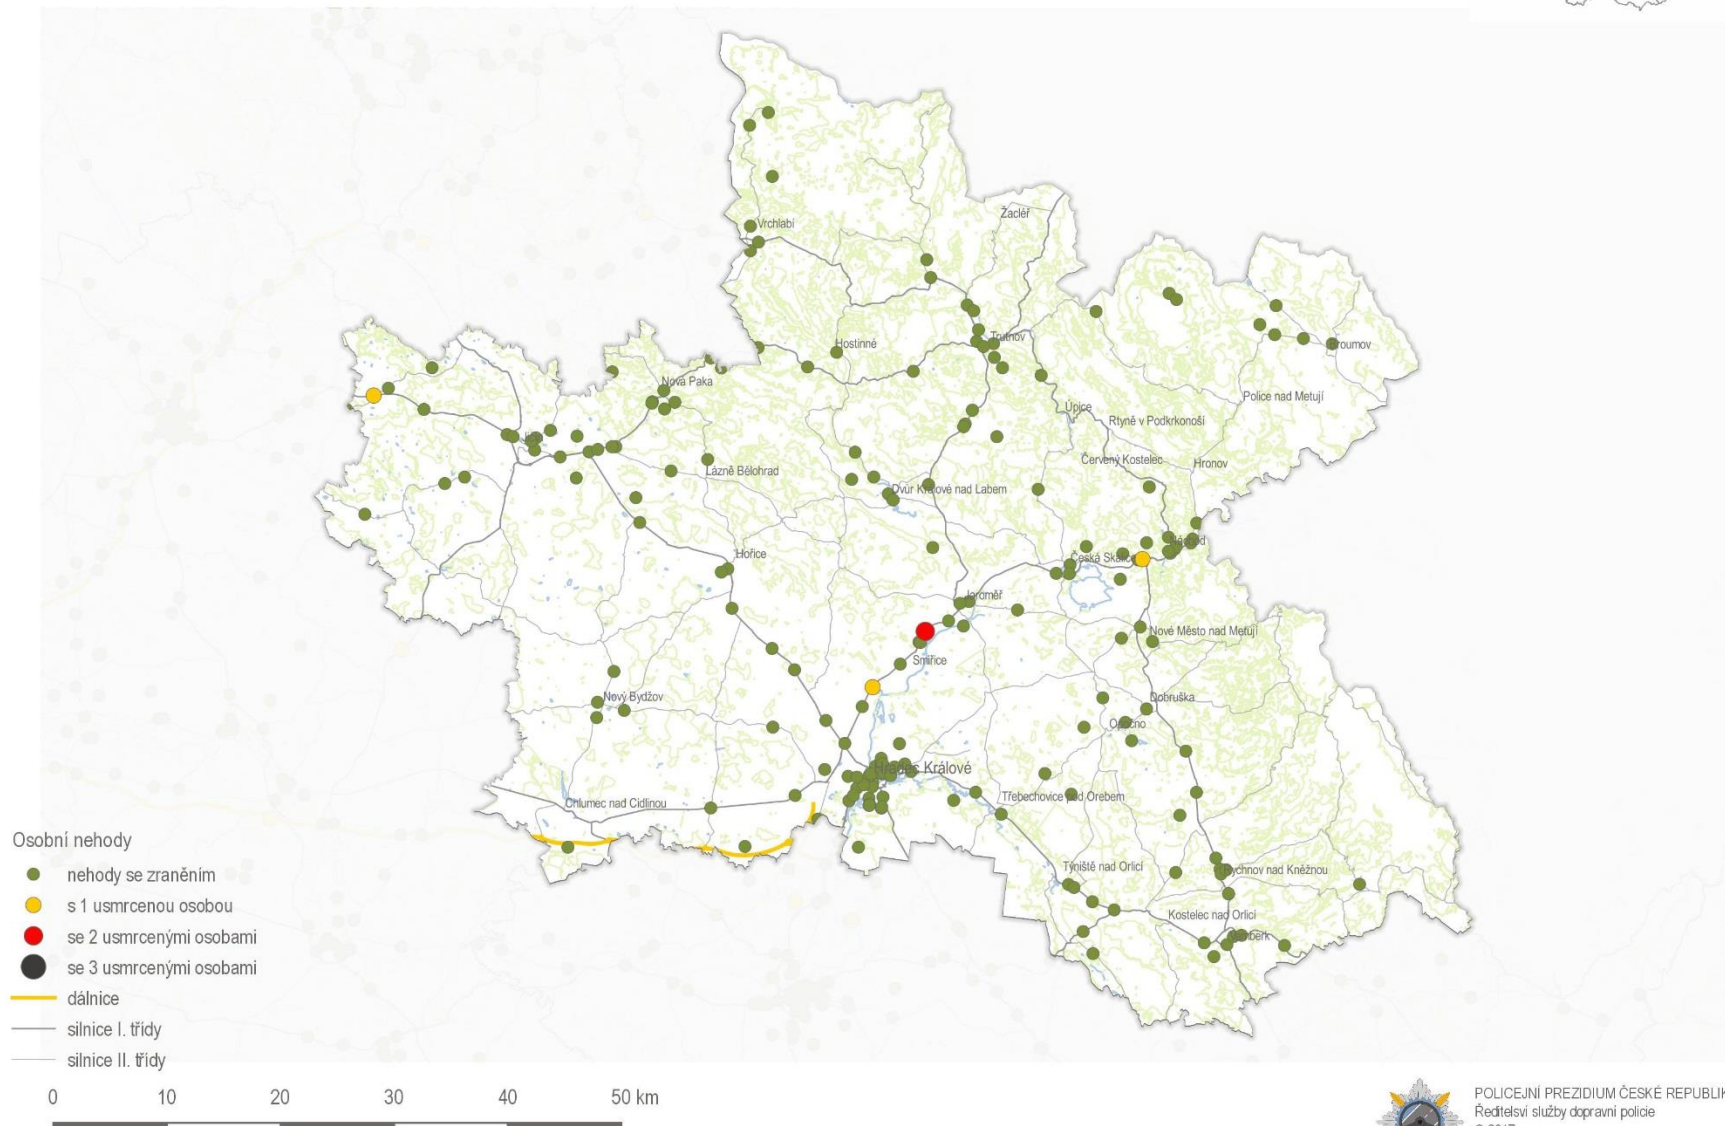 Vrchlabí
Žacléř
Trutnov
Hostinné
Broumov
Nová Paka
Police nad Metují
Úpice
Rtyně v Podkrkonoší
Jičín
Červený Kostelec
Hronov
Lázně Bělohrad
Dvůr Králové nad Labem
Náchod
Hořice
Česká Skalice
Jaroměř
Nové Město nad Metují
Smiřice
Nový Bydžov
Dobruška
Opočno
Hradec Králové
Chlumec nad Cidlinou
Třebechovice pod Orebem
Týniště nad Orlicí
Rychnov nad Kněžnou
Kostelec nad Orlicí
Osobní nehody
nehody se zraněním
s 1 usmrcenou osobou
se 2 usmrcenými osobami
se 3 usmrcenými osobami
dálnice
silnice I. třídy
silnice II. třídy
0 10 20 30 40 50 km
POLICEJNÍ PREZIDIUM ČESKÉ REPUBLIK
Ředitelsví služby dopravní policie